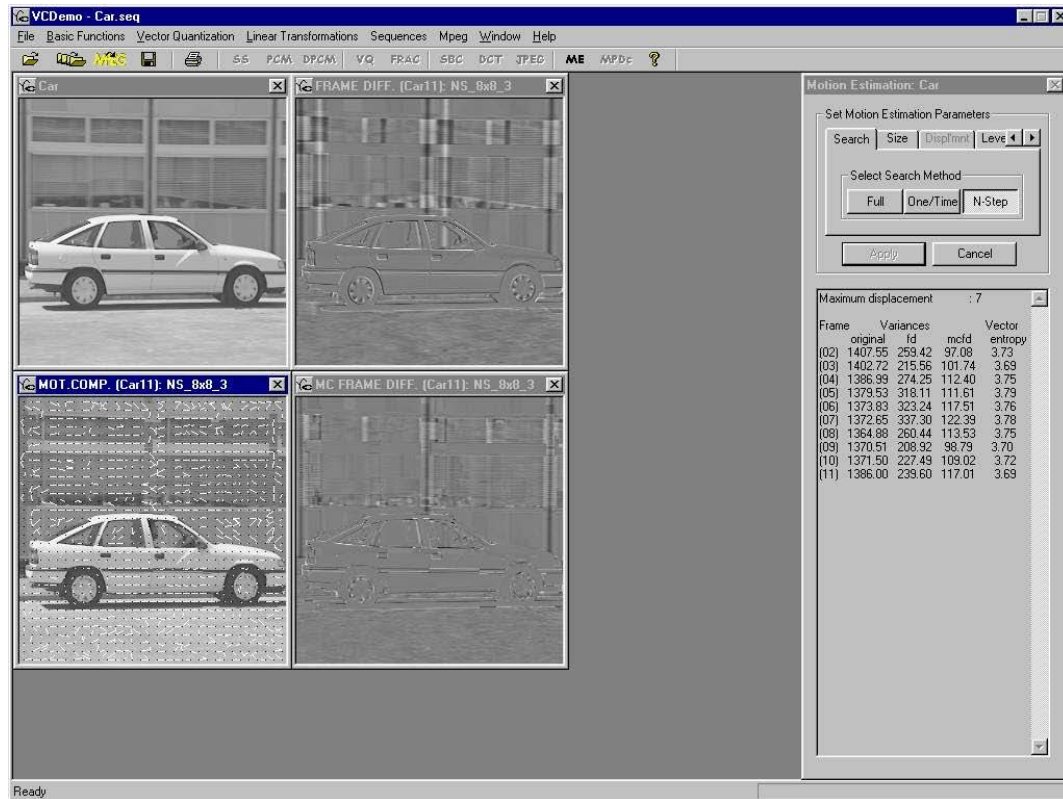 VCDemo - Car.seq
File Basic Functions Vector Quantization Linear Transformations Sequences Mpeg Window Help
SS PCM DPCM VQ FRAC SBC DCT JPEG ME MPDc ?
Car
FRAME DIFF. (Car11): NS_8x8_3
MOT.COMP. (Car11): NS_8x8_3
MC FRAME DIFF. (Car11): NS_8x8_3
Motion Estimation: Car
Set Motion Estimation Parameters
Search Size Displ'mnt Leve
Select Search Method
Full One/Time N-Step
Apply Cancel
Maximum displacement : 7
Frame Variances Vector
original fd mcfd entropy
(02) 1407.55 259.42 97.08 3.73
(03) 1402.72 215.56 101.74 3.69
(04) 1386.99 274.25 112.40 3.75
(05) 1379.53 318.11 111.61 3.79
(06) 1373.83 323.24 117.51 3.76
(07) 1372.65 337.30 122.39 3.78
(08) 1364.88 260.44 113.53 3.75
(09) 1370.51 208.92 98.79 3.70
(10) 1371.50 227.49 109.02 3.72
(11) 1386.00 239.60 117.01 3.69
Ready